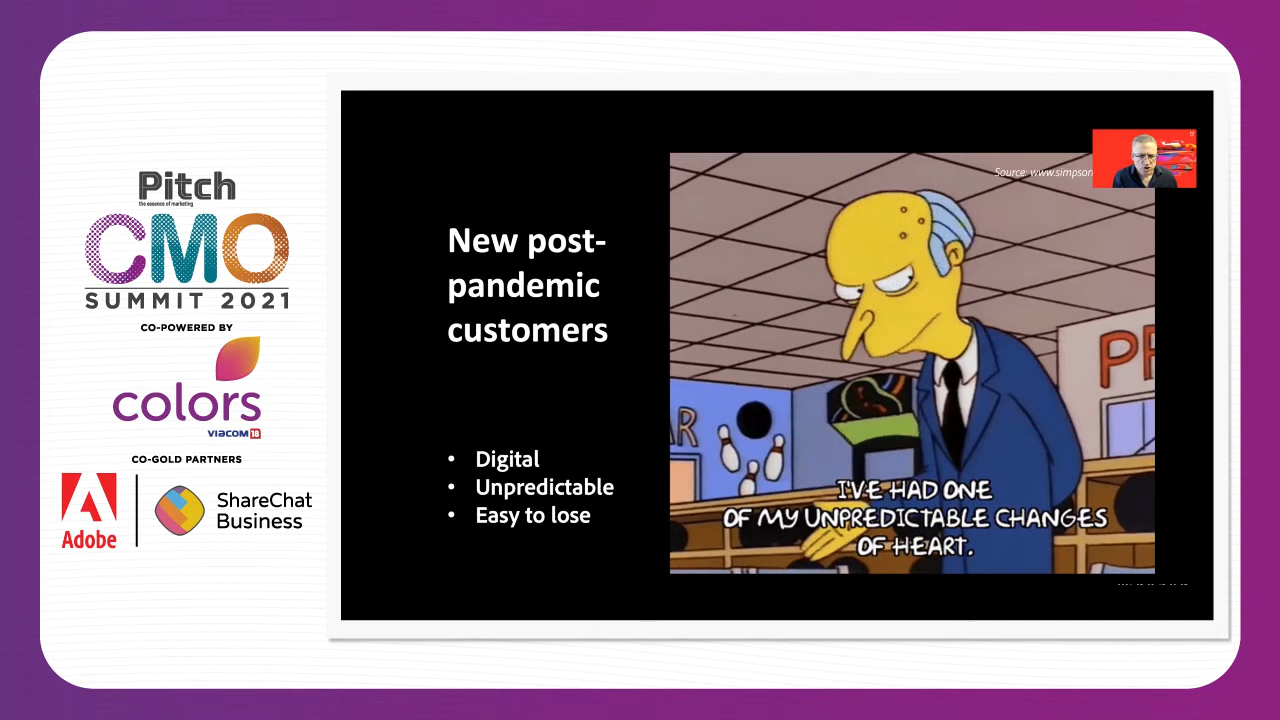 Pitch
the essence of marketing
CMO
SUMMIT 2021
CO-POWERED BY
colors
VIACOM18
CO-GOLD PARTNERS
Adobe
ShareChat
Business
New post-
pandemic
customers
• Digital
• Unpredictable
• Easy to lose
Source: www.simpson
I'VE HAD ONE
OF MY UNPREDICTABLE CHANGES
OF HEART.